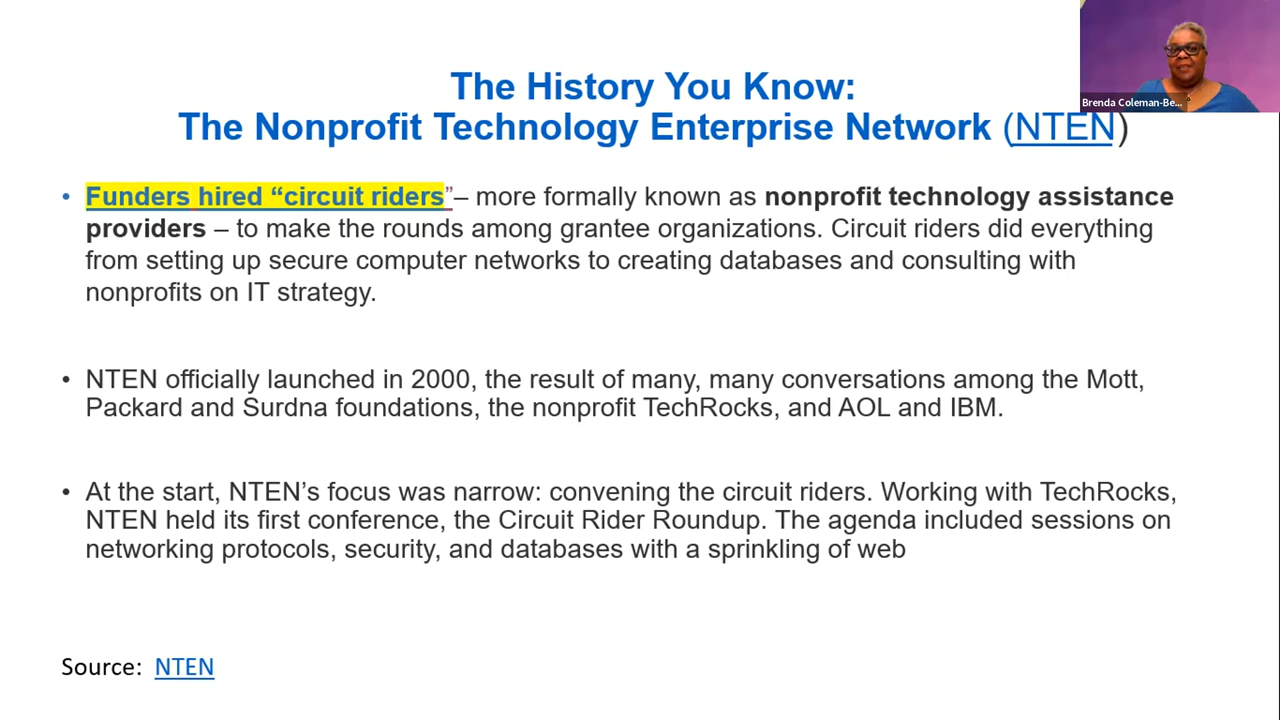 The History You Know:
The Nonprofit Technology Enterprise Network (NTEN)
Brenda Coleman-Be...
• Funders hired “circuit riders”– more formally known as nonprofit technology assistance
providers – to make the rounds among grantee organizations. Circuit riders did everything
from setting up secure computer networks to creating databases and consulting with
nonprofits on IT strategy.
• NTEN officially launched in 2000, the result of many, many conversations among the Mott,
Packard and Surdna foundations, the nonprofit TechRocks, and AOL and IBM.
• At the start, NTEN’s focus was narrow: convening the circuit riders. Working with TechRocks,
NTEN held its first conference, the Circuit Rider Roundup. The agenda included sessions on
networking protocols, security, and databases with a sprinkling of web
Source: NTEN